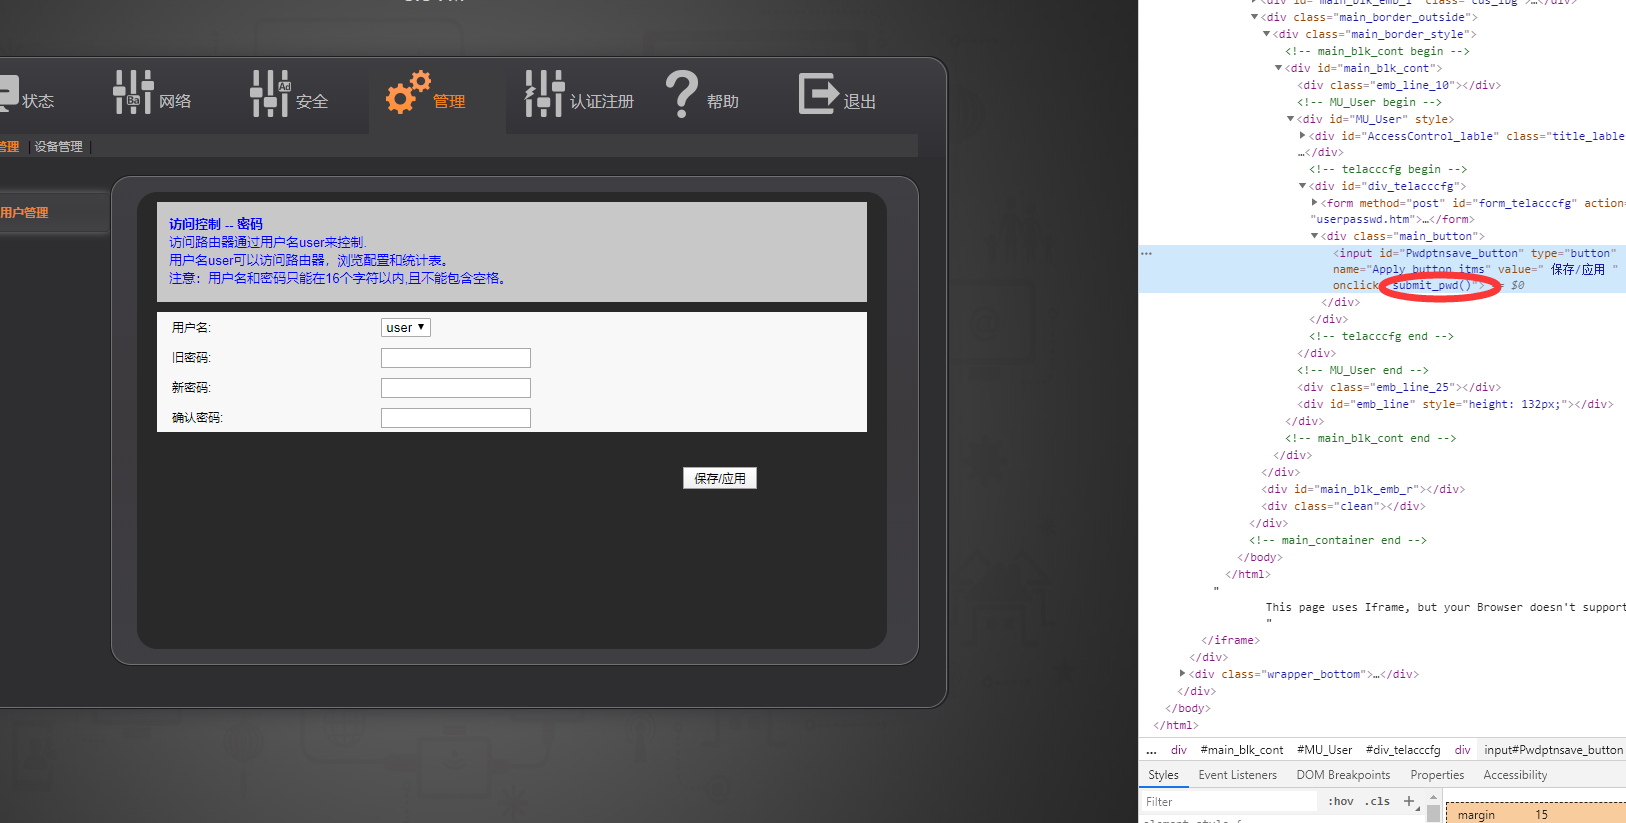 状态
网络
安全
管理
认证注册
帮助
退出
管理 | 设备管理 |
用户管理
访问控制 -- 密码
访问路由器通过用户名user来控制.
用户名user可以访问路由器，浏览配置和统计表。
注意：用户名和密码只能在16个字符以内,且不能包含空格。
用户名: user
旧密码:
新密码:
确认密码:
保存/应用
<div class="main_border_outside">
<div class="main_border_style">
<!-- main_blk_cont begin -->
<div id="main_blk_cont">
<div class="emb_line_10"></div>
<!-- MU_User begin -->
<div id="MU_User" style>
<div id="AccessControl_lable" class="title_lable
…</div>
<!-- telacccfg begin -->
<div id="div_telacccfg">
<form method="post" id="form_telacccfg" action=
"userpasswd.htm">…</form>
<div class="main_button">
<input id="Pwdptnsave_button" type="button"
name="Apply_button_itms" value=" 保存/应用 "
onclick="submit_pwd()"> == $0
</div>
</div>
<!-- telacccfg end -->
</div>
<!-- MU_User end -->
<div class="emb_line_25"></div>
<div id="emb_line" style="height: 132px;"></div>
</div>
<!-- main_blk_cont end -->
</div>
</div>
<div id="main_blk_emb_r"></div>
<div class="clean"></div>
</div>
<!-- main_container end -->
</body>
</html>
"
This page uses Iframe, but your Browser doesn't support
"
</iframe>
</div>
<div class="wrapper_bottom">…</div>
</div>
</body>
</html>
... div #main_blk_cont #MU_User #div_telacccfg div input#Pwdptnsave_button
Styles Event Listeners DOM Breakpoints Properties Accessibility
Filter :hov .cls +
margin 15